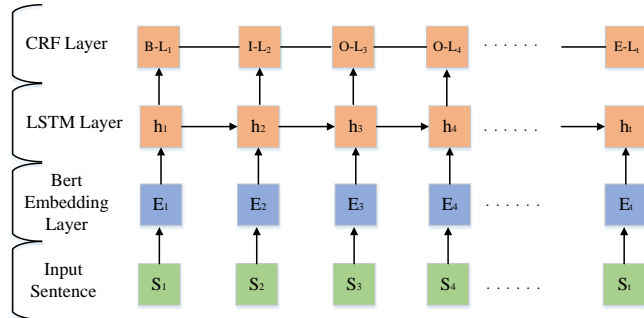 CRF Layer
B-L1 I-L2 O-L3 O-L4 . . . . . . E-Lt
LSTM Layer
h1 h2 h3 h4 . . . . . . ht
Bert
Embedding
Layer
E1 E2 E3 E4 . . . . . . Et
Input
Sentence
S1 S2 S3 S4 . . . . . . St